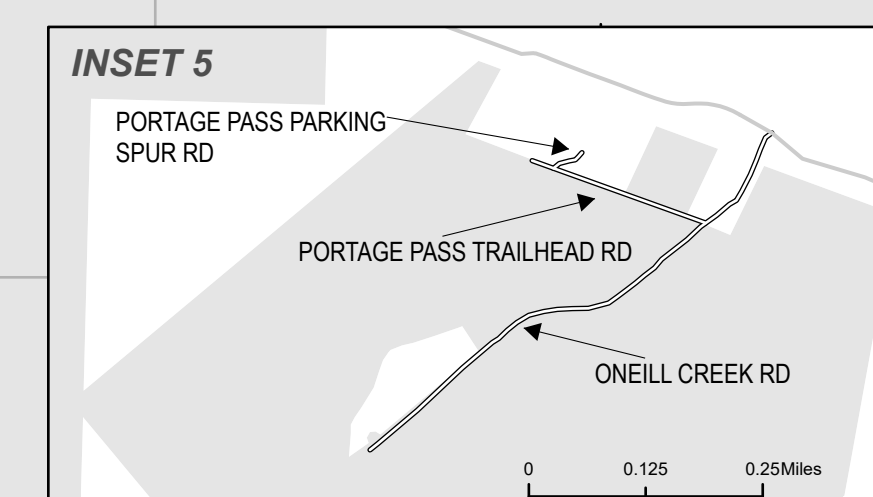 INSET 5
PORTAGE PASS PARKING
SPUR RD
PORTAGE PASS TRAILHEAD RD
ONEILL CREEK RD
0 0.125 0.25Miles